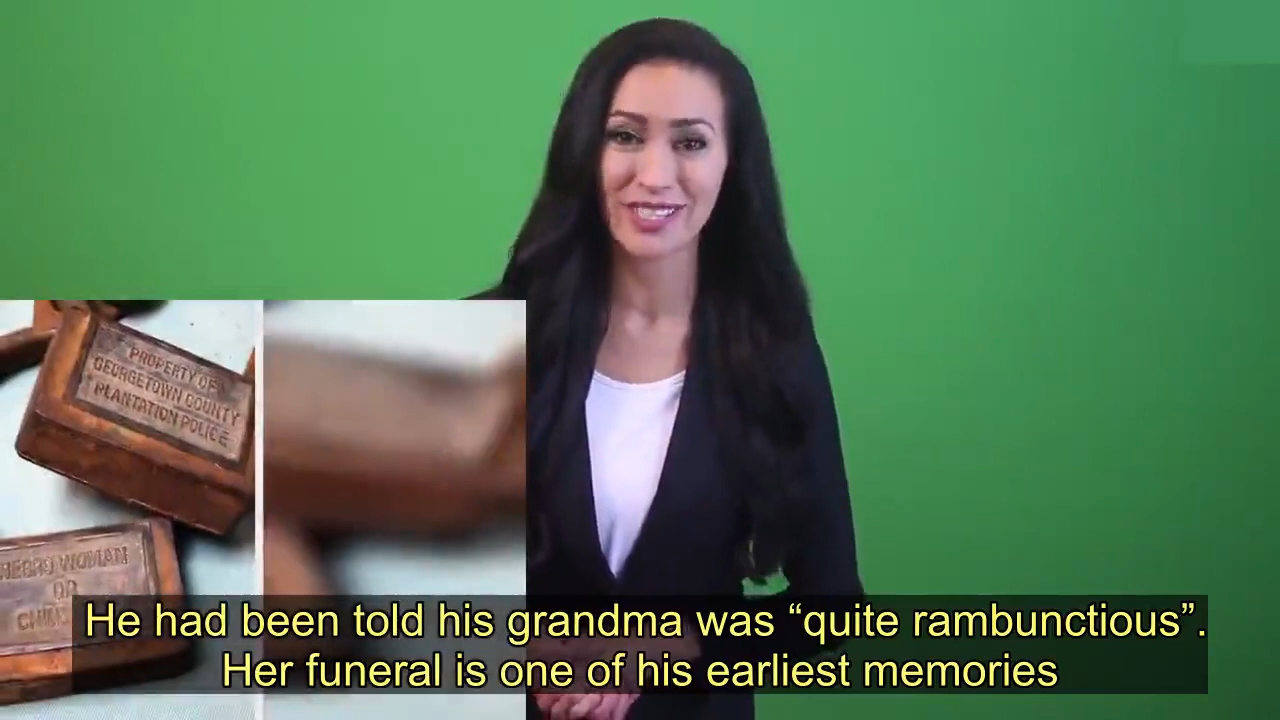 PROPERTY OF
GEORGETOWN COUNTY
PLANTATION POLICE
NEGRO WOMAN
OR
He had been told his grandma was “quite rambunctious”.
Her funeral is one of his earliest memories